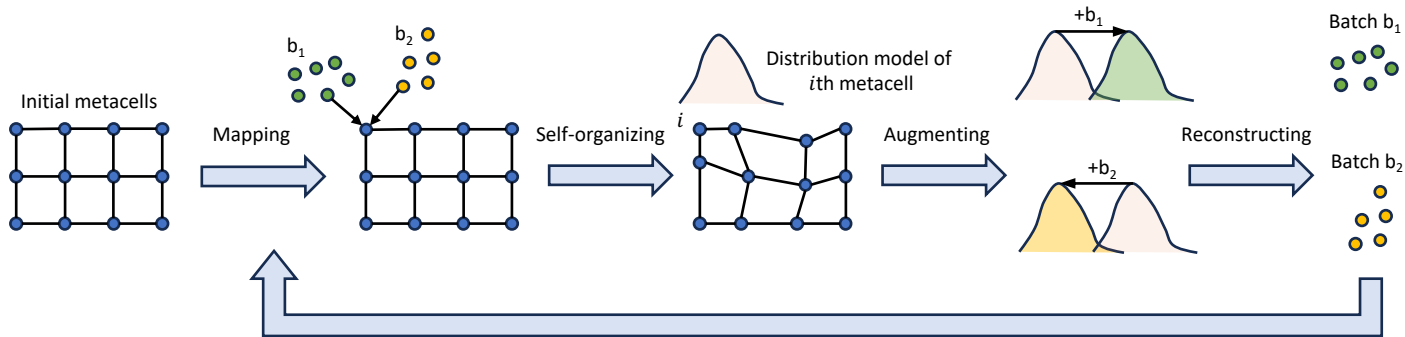 Initial metacells
Mapping
b₁
b₂
Self-organizing
Distribution model of
𝑖th metacell
𝑖
Augmenting
+b₁
+b₂
Reconstructing
Batch b₁
Batch b₂